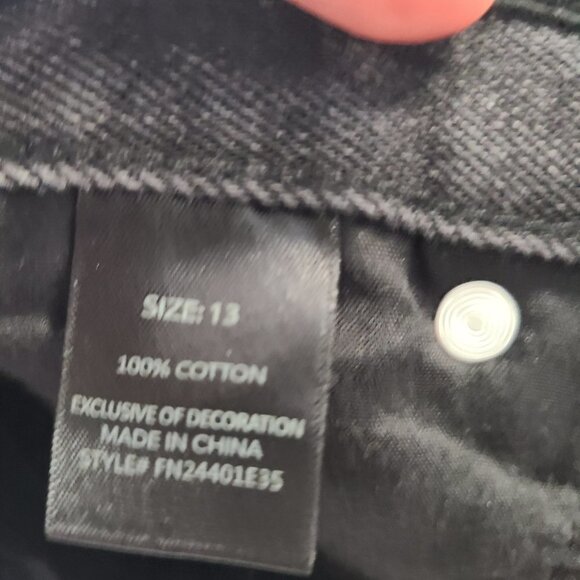 SIZE: 13
100% COTTON
EXCLUSIVE OF DECORATION
MADE IN CHINA
STYLE# FN24401E35